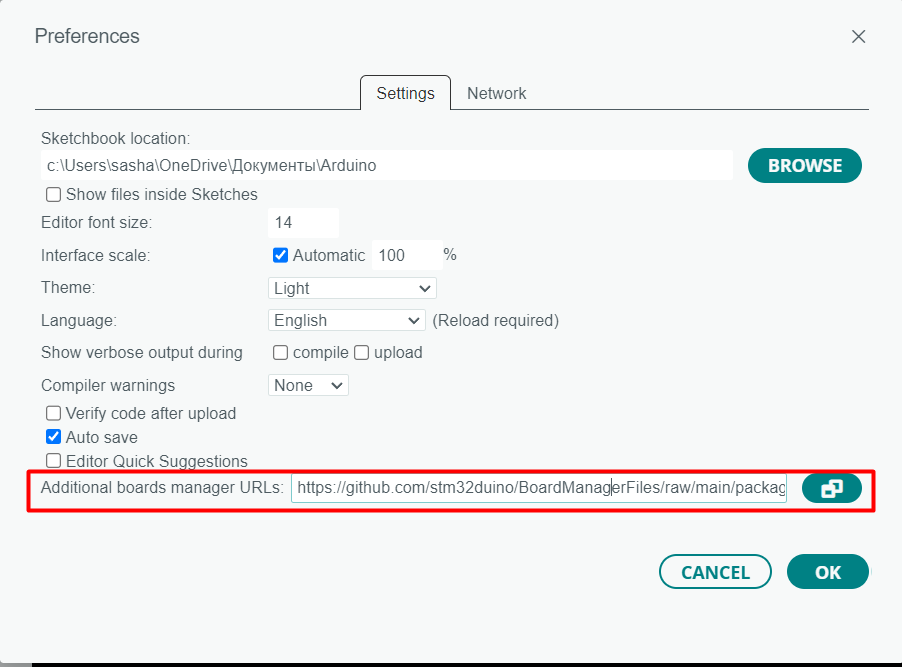 Preferences
Settings Network
Sketchbook location:
c:\Users\sasha\OneDrive\Документы\Arduino BROWSE
Show files inside Sketches
Editor font size: 14
Interface scale: Automatic 100 %
Theme: Light
Language: English (Reload required)
Show verbose output during compile upload
Compiler warnings None
Verify code after upload
Auto save
Editor Quick Suggestions
Additional boards manager URLs: https://github.com/stm32duino/BoardManagerFiles/raw/main/packag
CANCEL OK